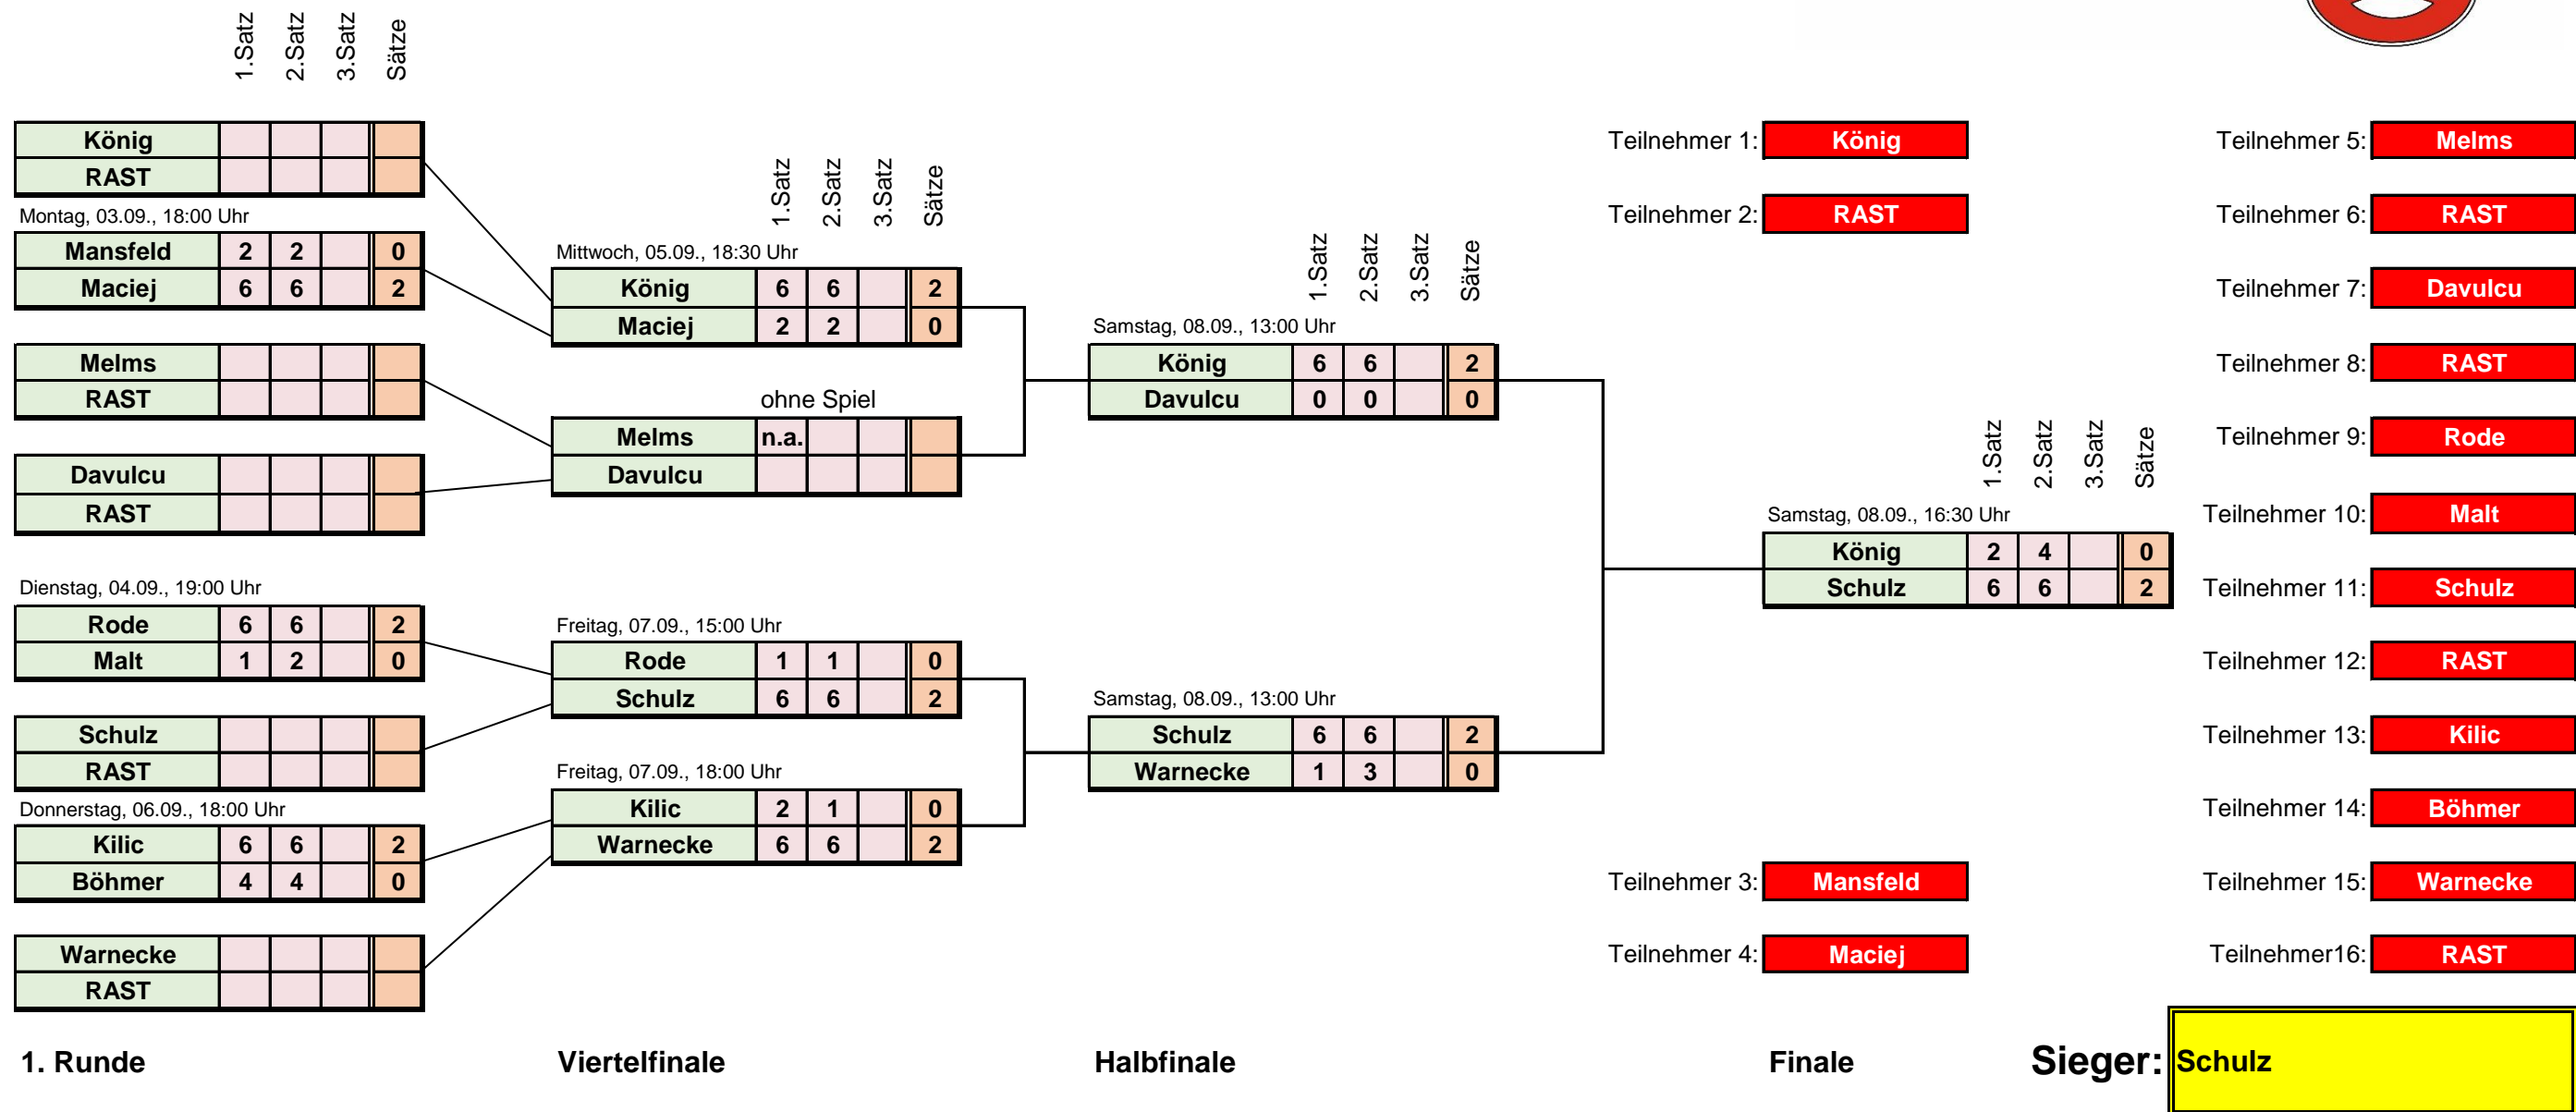 1.Satz 2.Satz 3.Satz Sätze
König
RAST
Montag, 03.09., 18:00 Uhr
Mansfeld 2 2 0
Maciej 6 6 2
Melms
RAST
Davulcu
RAST
Dienstag, 04.09., 19:00 Uhr
Rode 6 6 2
Malt 1 2 0
Schulz
RAST
Donnerstag, 06.09., 18:00 Uhr
Kilic 6 6 2
Böhmer 4 4 0
Warnecke
RAST
1. Runde
1.Satz 2.Satz 3.Satz Sätze
Mittwoch, 05.09., 18:30 Uhr
König 6 6 2
Maciej 2 2 0
ohne Spiel
Melms n.a.
Davulcu
Freitag, 07.09., 15:00 Uhr
Rode 1 1 0
Schulz 6 6 2
Freitag, 07.09., 18:00 Uhr
Kilic 2 1 0
Warnecke 6 6 2
Viertelfinale
1.Satz 2.Satz 3.Satz Sätze
Samstag, 08.09., 13:00 Uhr
König 6 6 2
Davulcu 0 0 0
Samstag, 08.09., 13:00 Uhr
Schulz 6 6 2
Warnecke 1 3 0
Halbfinale
Teilnehmer 1: König
Teilnehmer 2: RAST
1.Satz 2.Satz 3.Satz Sätze
Samstag, 08.09., 16:30 Uhr
König 2 4 0
Schulz 6 6 2
Teilnehmer 3: Mansfeld
Teilnehmer 4: Maciej
Finale
Teilnehmer 5: Melms
Teilnehmer 6: RAST
Teilnehmer 7: Davulcu
Teilnehmer 8: RAST
Teilnehmer 9: Rode
Teilnehmer 10: Malt
Teilnehmer 11: Schulz
Teilnehmer 12: RAST
Teilnehmer 13: Kilic
Teilnehmer 14: Böhmer
Teilnehmer 15: Warnecke
Teilnehmer16: RAST
Sieger: Schulz